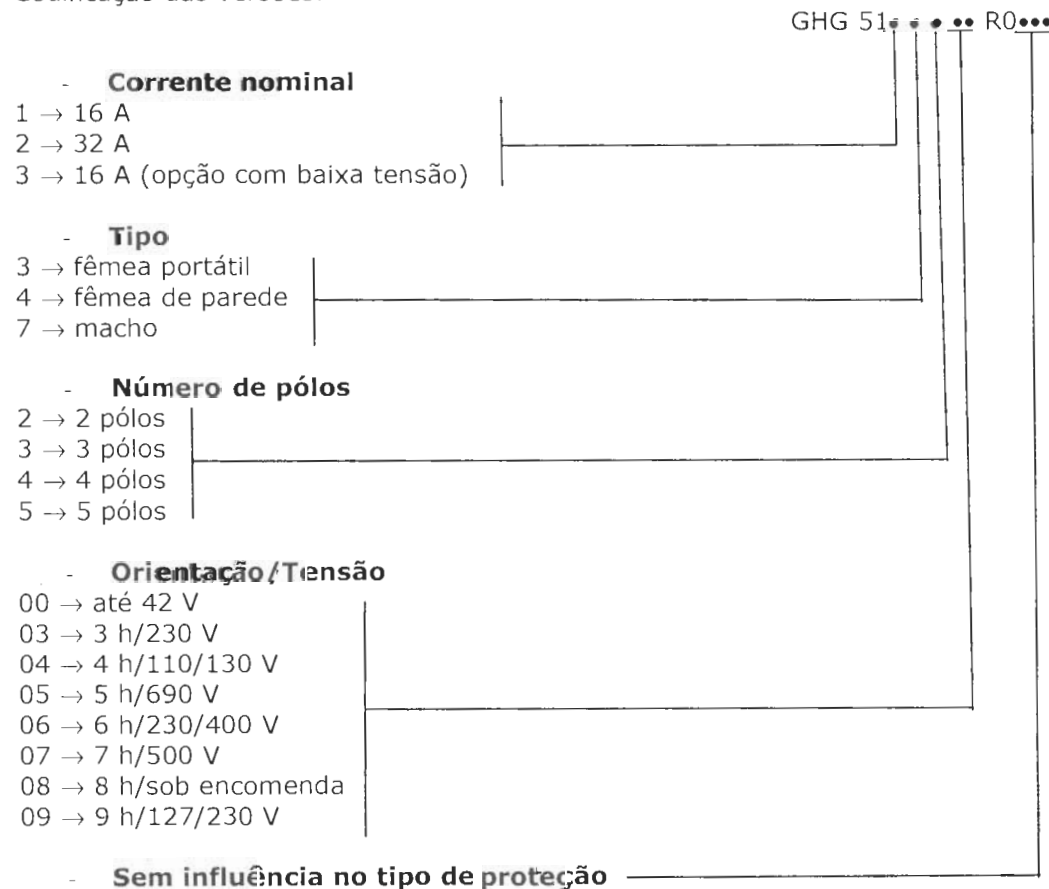 GHG 51• • • •• R0•••
- Corrente nominal
1 → 16 A
2 → 32 A
3 → 16 A (opção com baixa tensão)
- Tipo
3 → fêmea portátil
4 → fêmea de parede
7 → macho
- Número de pólos
2 → 2 pólos
3 → 3 pólos
4 → 4 pólos
5 → 5 pólos
- Orientação/Tensão
00 → até 42 V
03 → 3 h/230 V
04 → 4 h/110/130 V
05 → 5 h/690 V
06 → 6 h/230/400 V
07 → 7 h/500 V
08 → 8 h/sob encomenda
09 → 9 h/127/230 V
- Sem influência no tipo de proteção